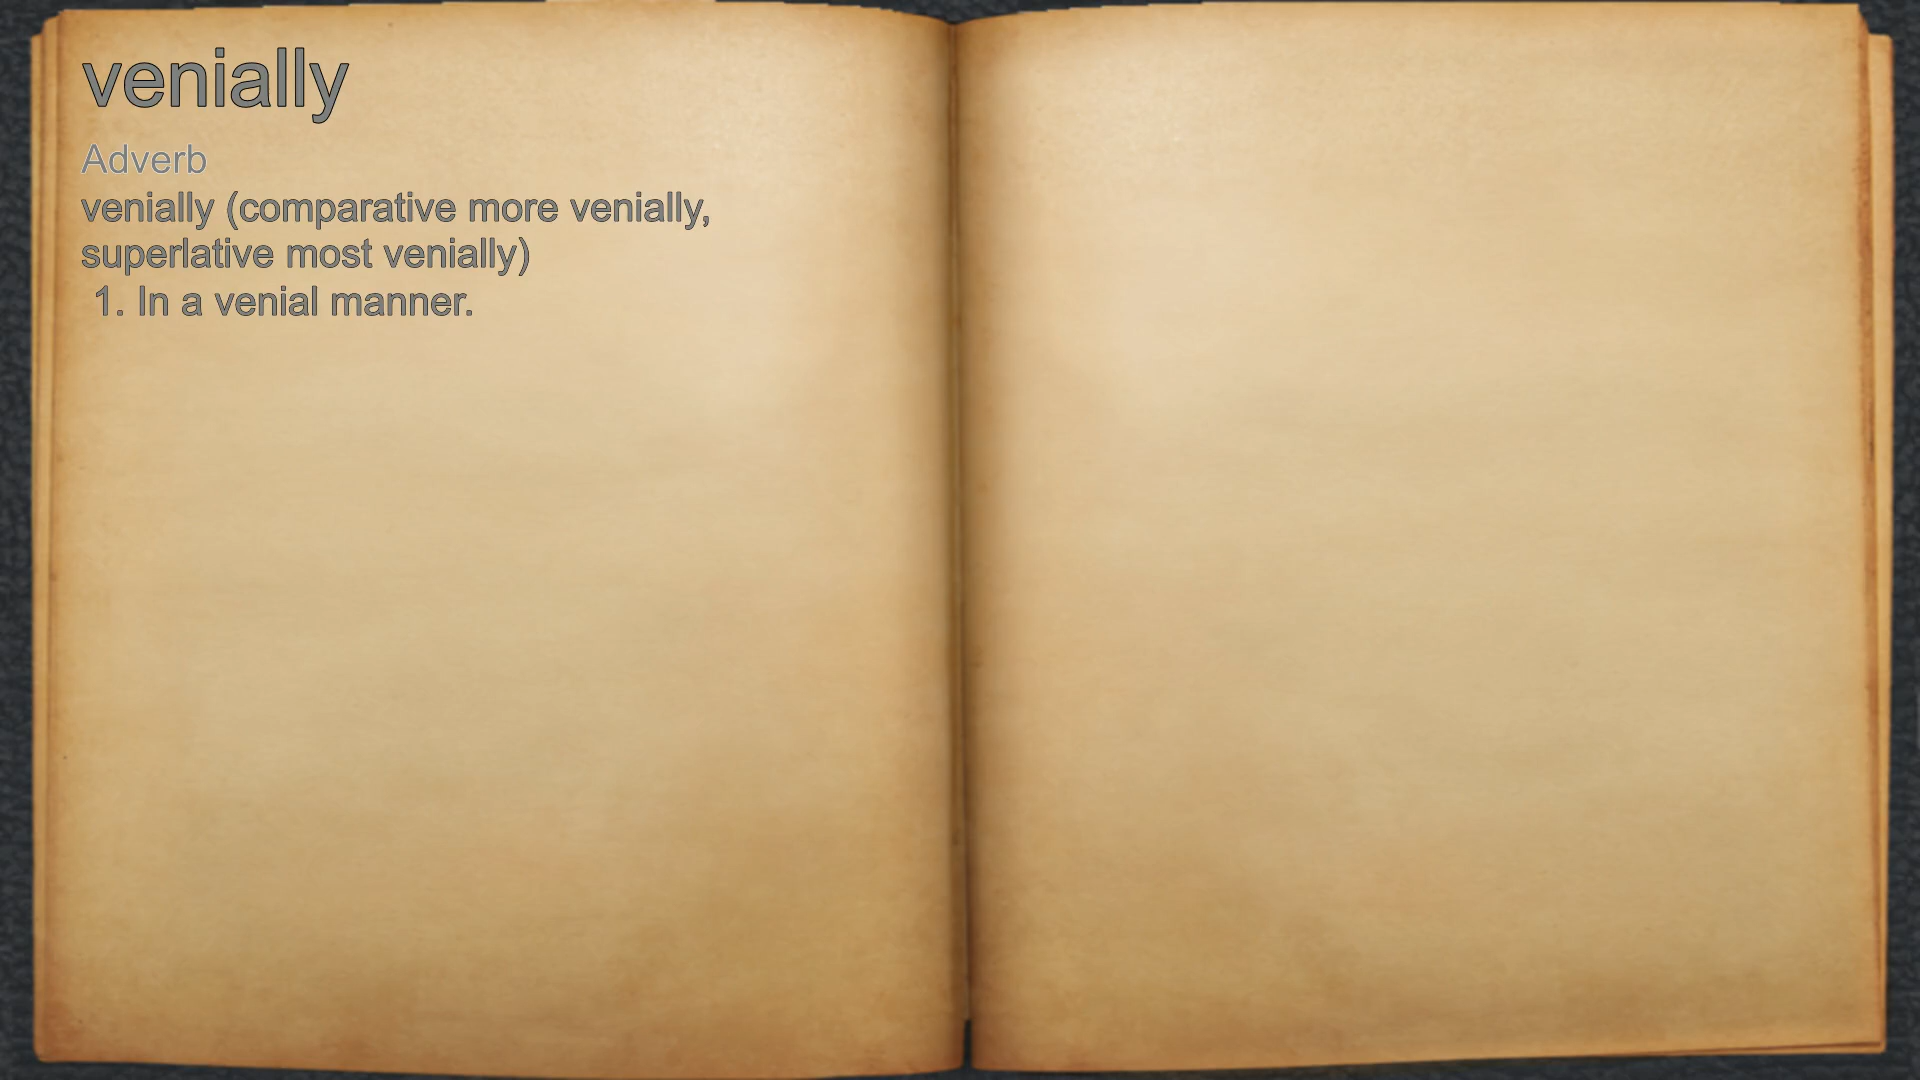 venially
Adverb
venially (comparative more venially,
superlative most venially)
1. In a venial manner.